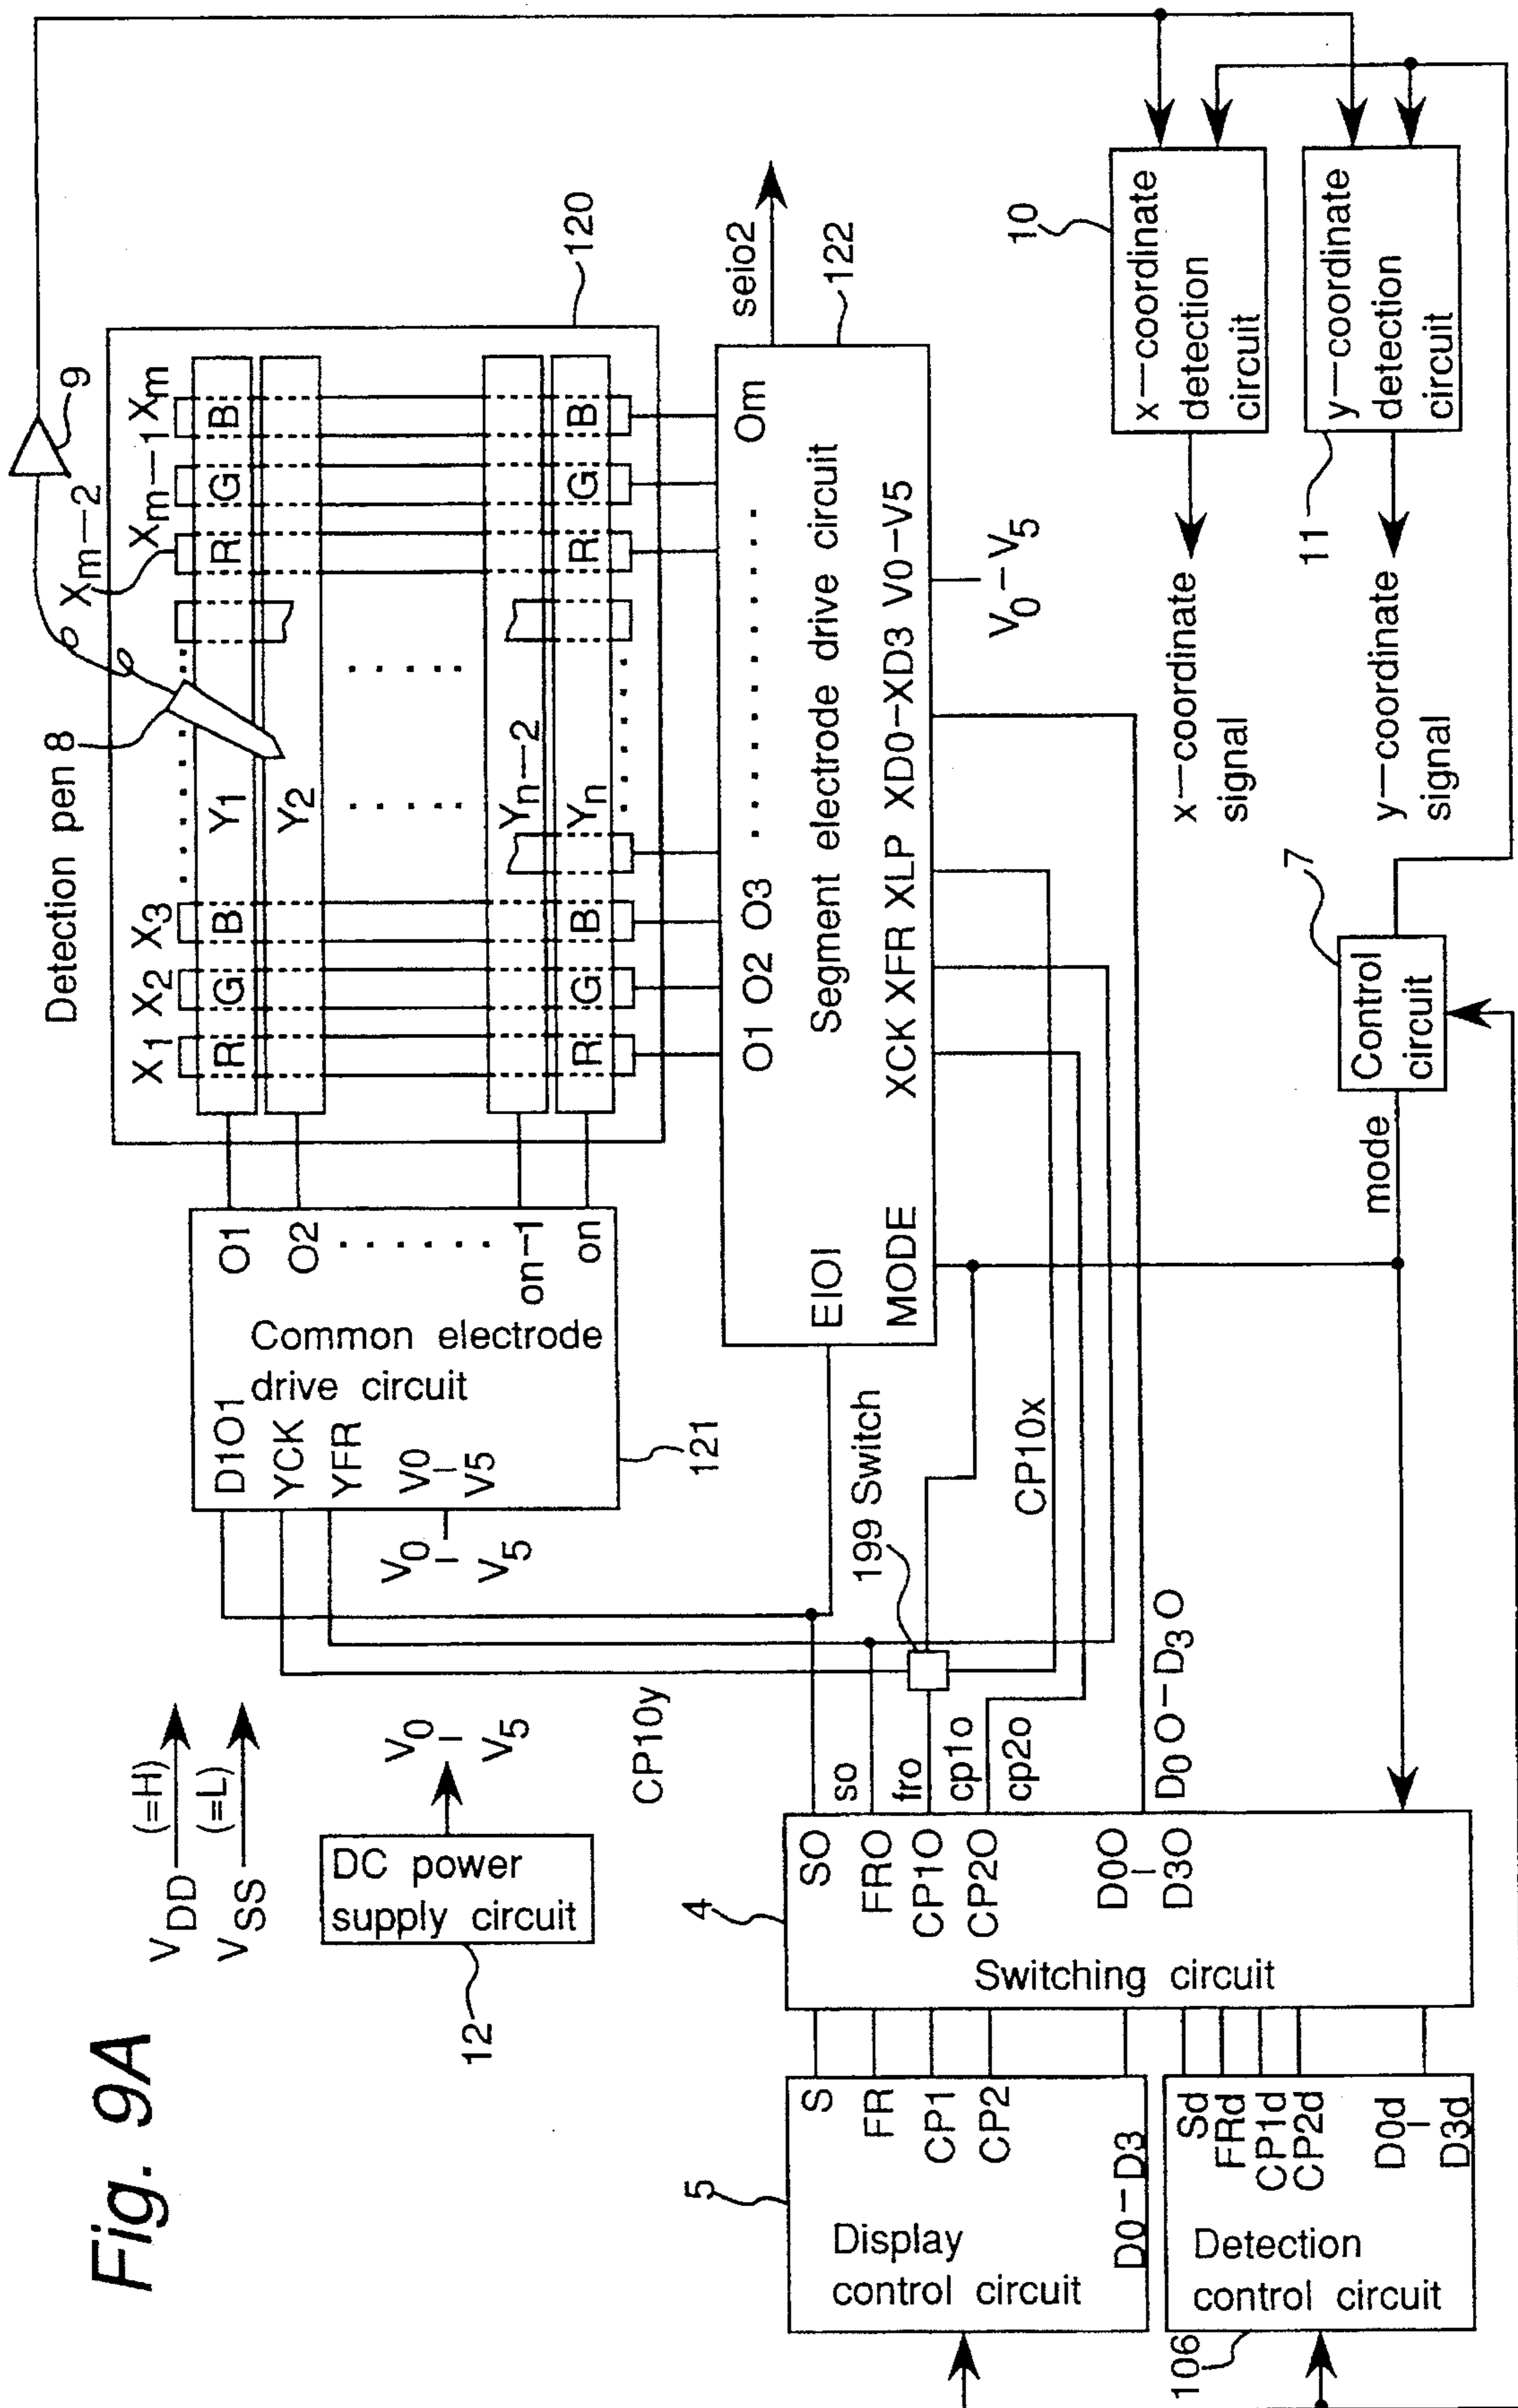 Fig. 9A
VDD (=H)
VSS (=L)
DC power
supply circuit
12
V0
–
V5
Common electrode
drive circuit
D1O1
YCK
YFR
V0
–
V5
V0
–
V5
O1
O2
······
on–1
on
121
Detection pen 8
9
X1 X2 X3 ······ Xm–2 Xm–1 Xm
R G B R G B
Y1
Y2
·····
·····
Yn–2
Yn
R G B ······ R G B
120
O1 O2 O3 ········· Om
Segment electrode drive circuit
EIOI
MODE XCK XFR XLP XD0–XD3 V0–V5
V0–V5
seio2
122
199 Switch
CP10y
CP10x
so
fro
cp1o
cp2o
D0O–D3O
4
SO
FRO
CP1O
CP2O
D0O
–
D3O
Switching circuit
5
S
FR
CP1
CP2
D0–D3
Display
control circuit
Sd
FRd
CP1d
CP2d
D0d
–
D3d
Detection
control circuit
106
mode
7
Control
circuit
10
x–coordinate
detection
circuit
x–coordinate
signal
11
y–coordinate
detection
circuit
y–coordinate
signal